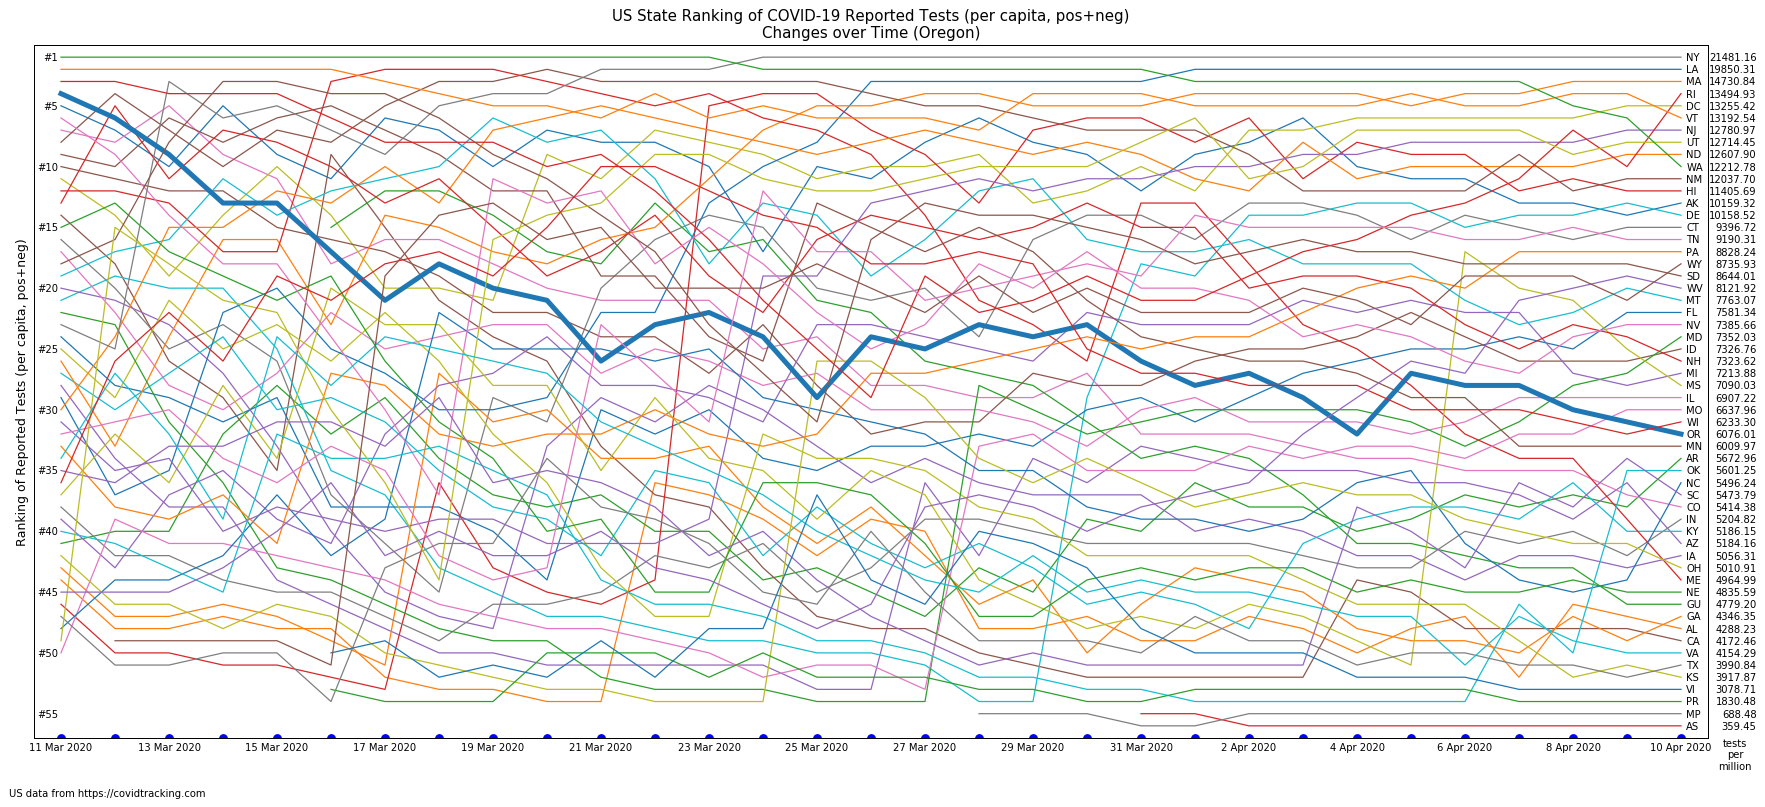 US State Ranking of COVID-19 Reported Tests (per capita, pos+neg)
Changes over Time (Oregon)
Ranking of Reported Tests (per capita, pos+neg)
#1
#5
#10
#15
#20
#25
#30
#35
#40
#45
#50
#55
NY 21481.16
LA 19850.31
MA 14730.84
RI 13494.93
DC 13255.42
VT 13192.54
NJ 12780.97
UT 12714.45
ND 12607.90
WA 12212.78
NM 12037.70
HI 11405.69
AK 10159.32
DE 10158.52
CT 9396.72
TN 9190.31
PA 8828.24
WY 8735.93
SD 8644.01
WV 8121.92
MT 7763.07
FL 7581.34
NV 7385.66
MD 7352.03
ID 7326.76
NH 7323.62
MI 7213.88
MS 7090.03
IL 6907.22
MO 6637.96
WI 6233.30
OR 6076.01
MN 6009.97
AR 5672.96
OK 5601.25
NC 5496.24
SC 5473.79
CO 5414.38
IN 5204.82
KY 5186.15
AZ 5184.16
IA 5056.31
OH 5010.91
ME 4964.99
NE 4835.59
GU 4779.20
GA 4346.35
AL 4288.23
CA 4172.46
VA 4154.29
TX 3990.84
KS 3917.87
VI 3078.71
PR 1830.48
MP 688.48
AS 359.45
11 Mar 2020 13 Mar 2020 15 Mar 2020 17 Mar 2020 19 Mar 2020 21 Mar 2020 23 Mar 2020 25 Mar 2020 27 Mar 2020 29 Mar 2020 31 Mar 2020 2 Apr 2020 4 Apr 2020 6 Apr 2020 8 Apr 2020 10 Apr 2020
tests
per
million
US data from https://covidtracking.com